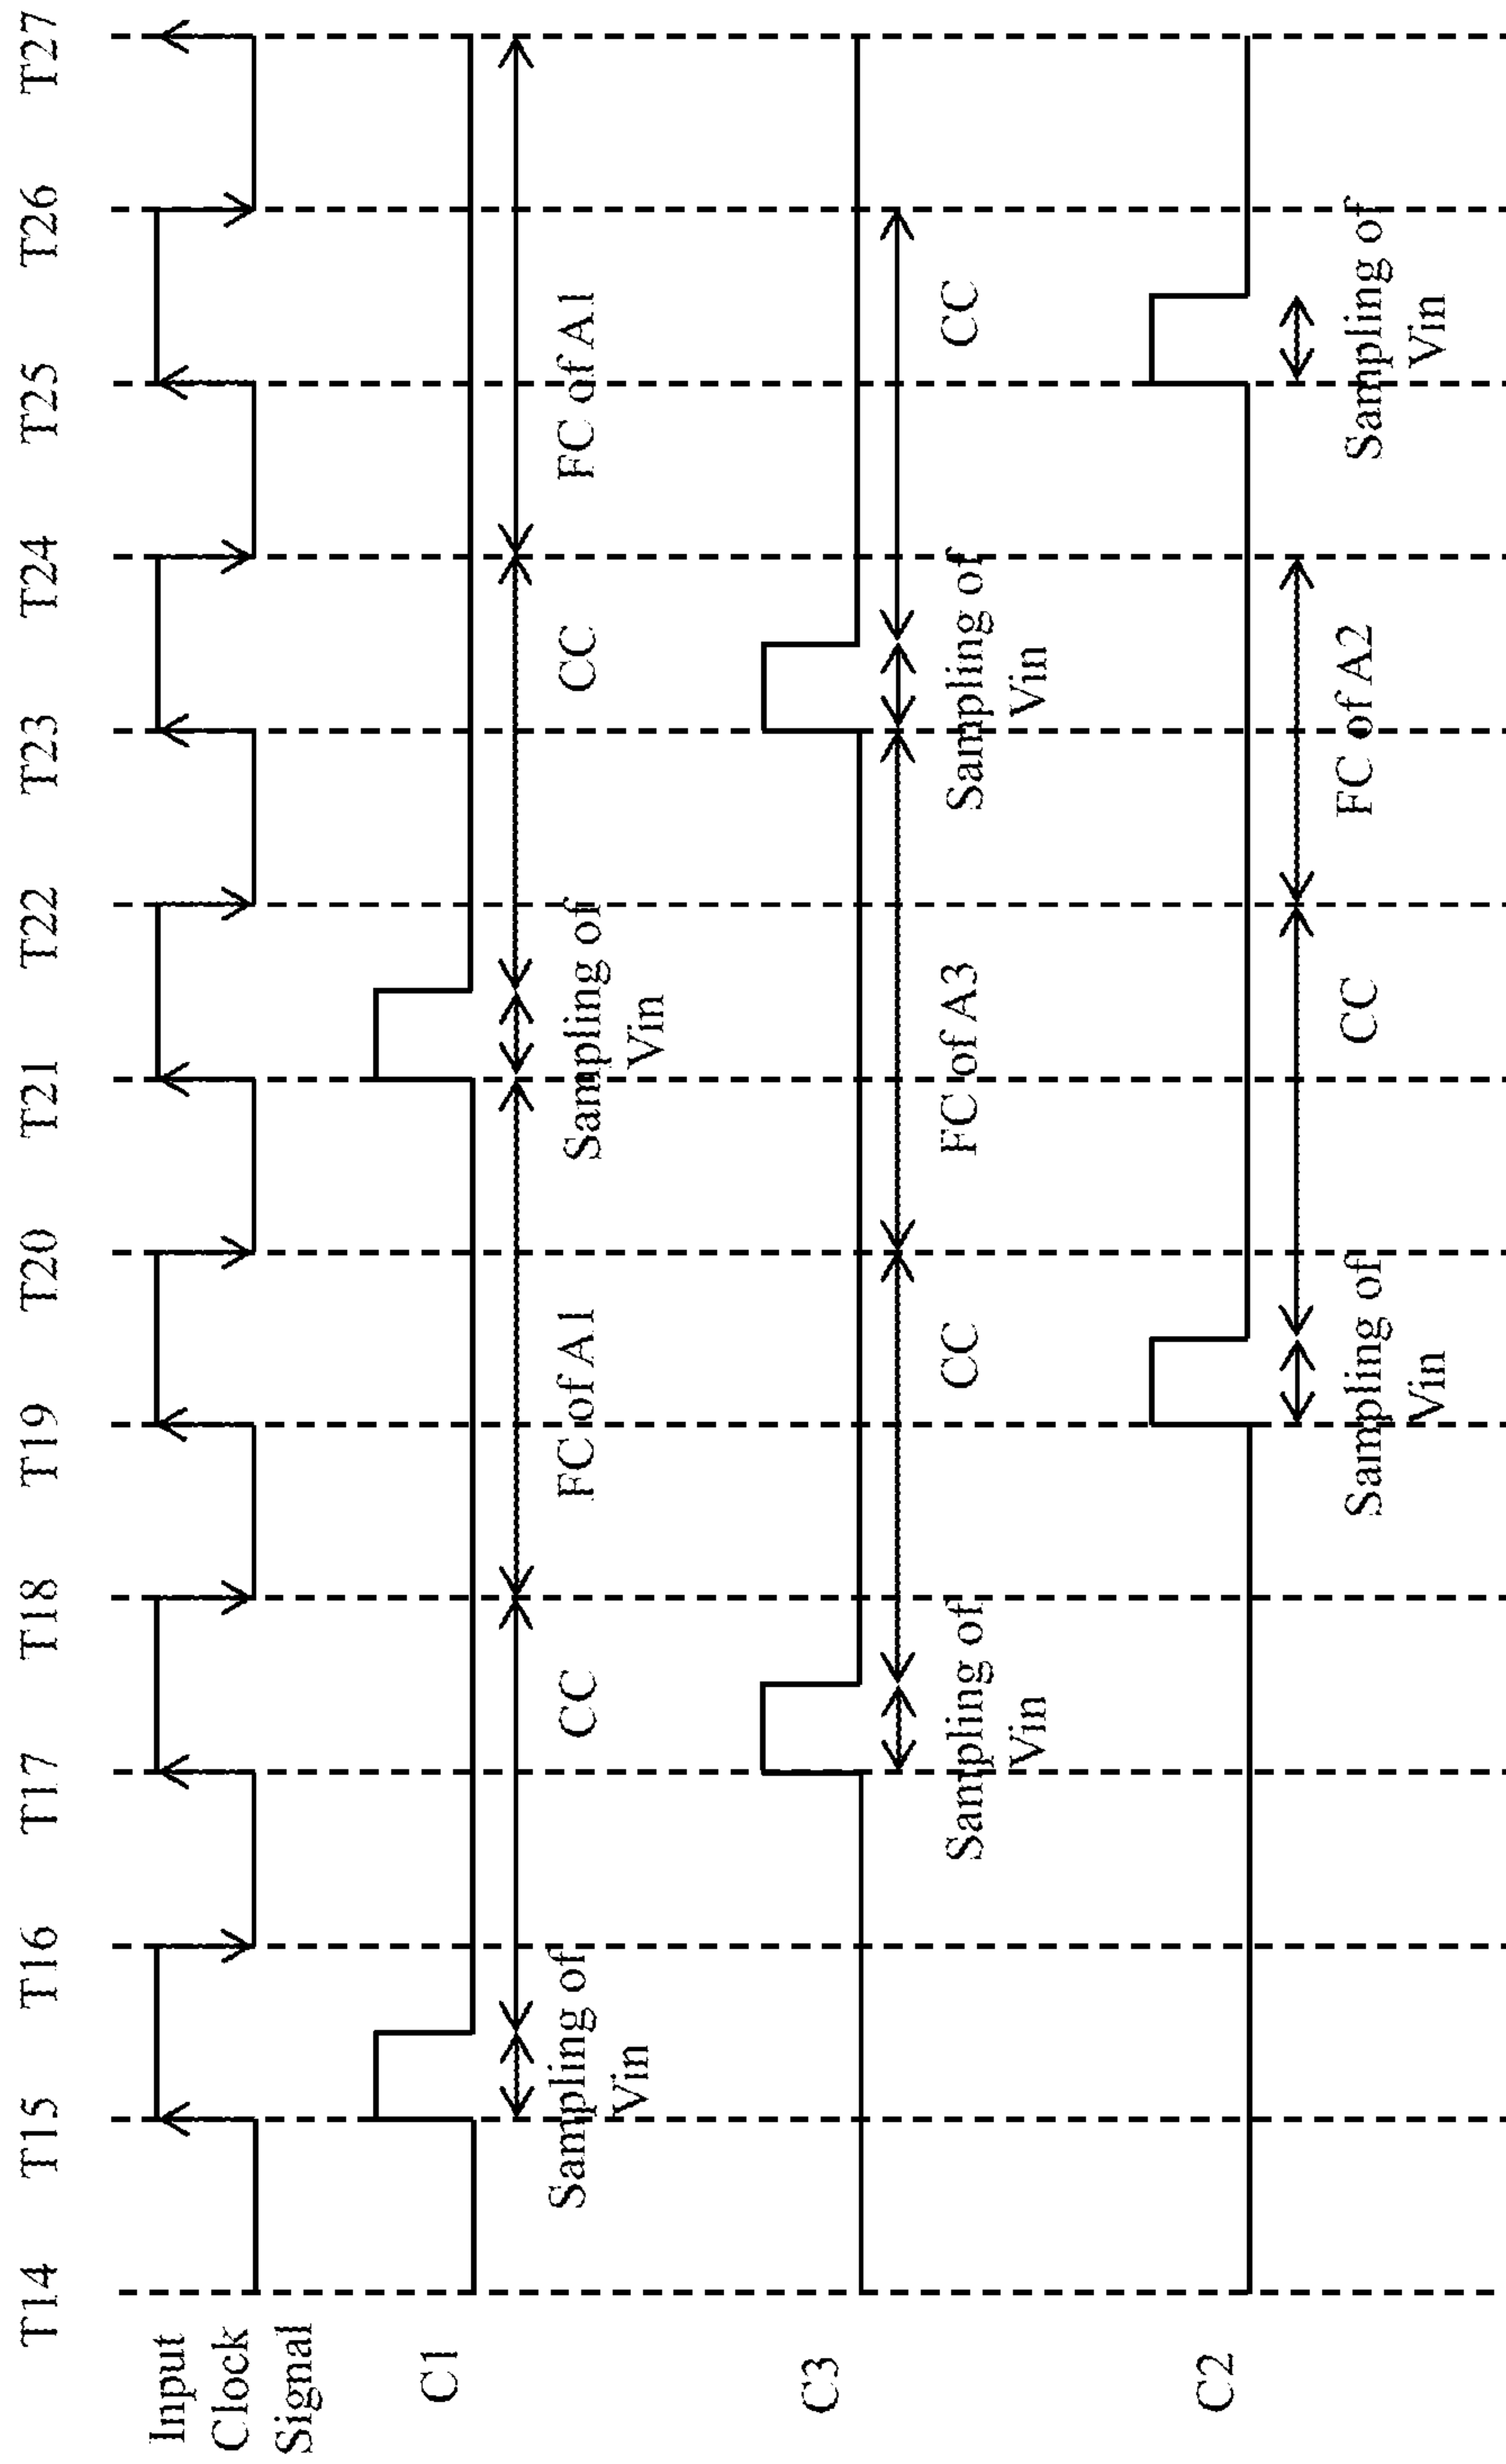 T14 T15 T16 T17 T18 T19 T20 T21 T22 T23 T24 T25 T26 T27
Input
Clock
Signal
C1
CC
FC of A1
CC
FC of A1
Sampling of
Vin
Sampling of
Vin
C3
CC
FC of A3
CC
Sampling of
Vin
Sampling of
Vin
C2
CC
FC of A2
Sampling of
Vin
Sampling of
Vin